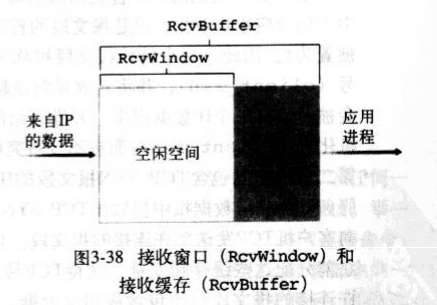 RcvBuffer
RcvWindow
来自IP
的数据
空闲空间
应用
进程
图3-38 接收窗口（RcvWindow）和
接收缓存（RcvBuffer）